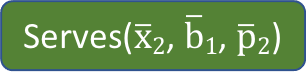 Serves(x̅₂, b̅₁, p̅₂)